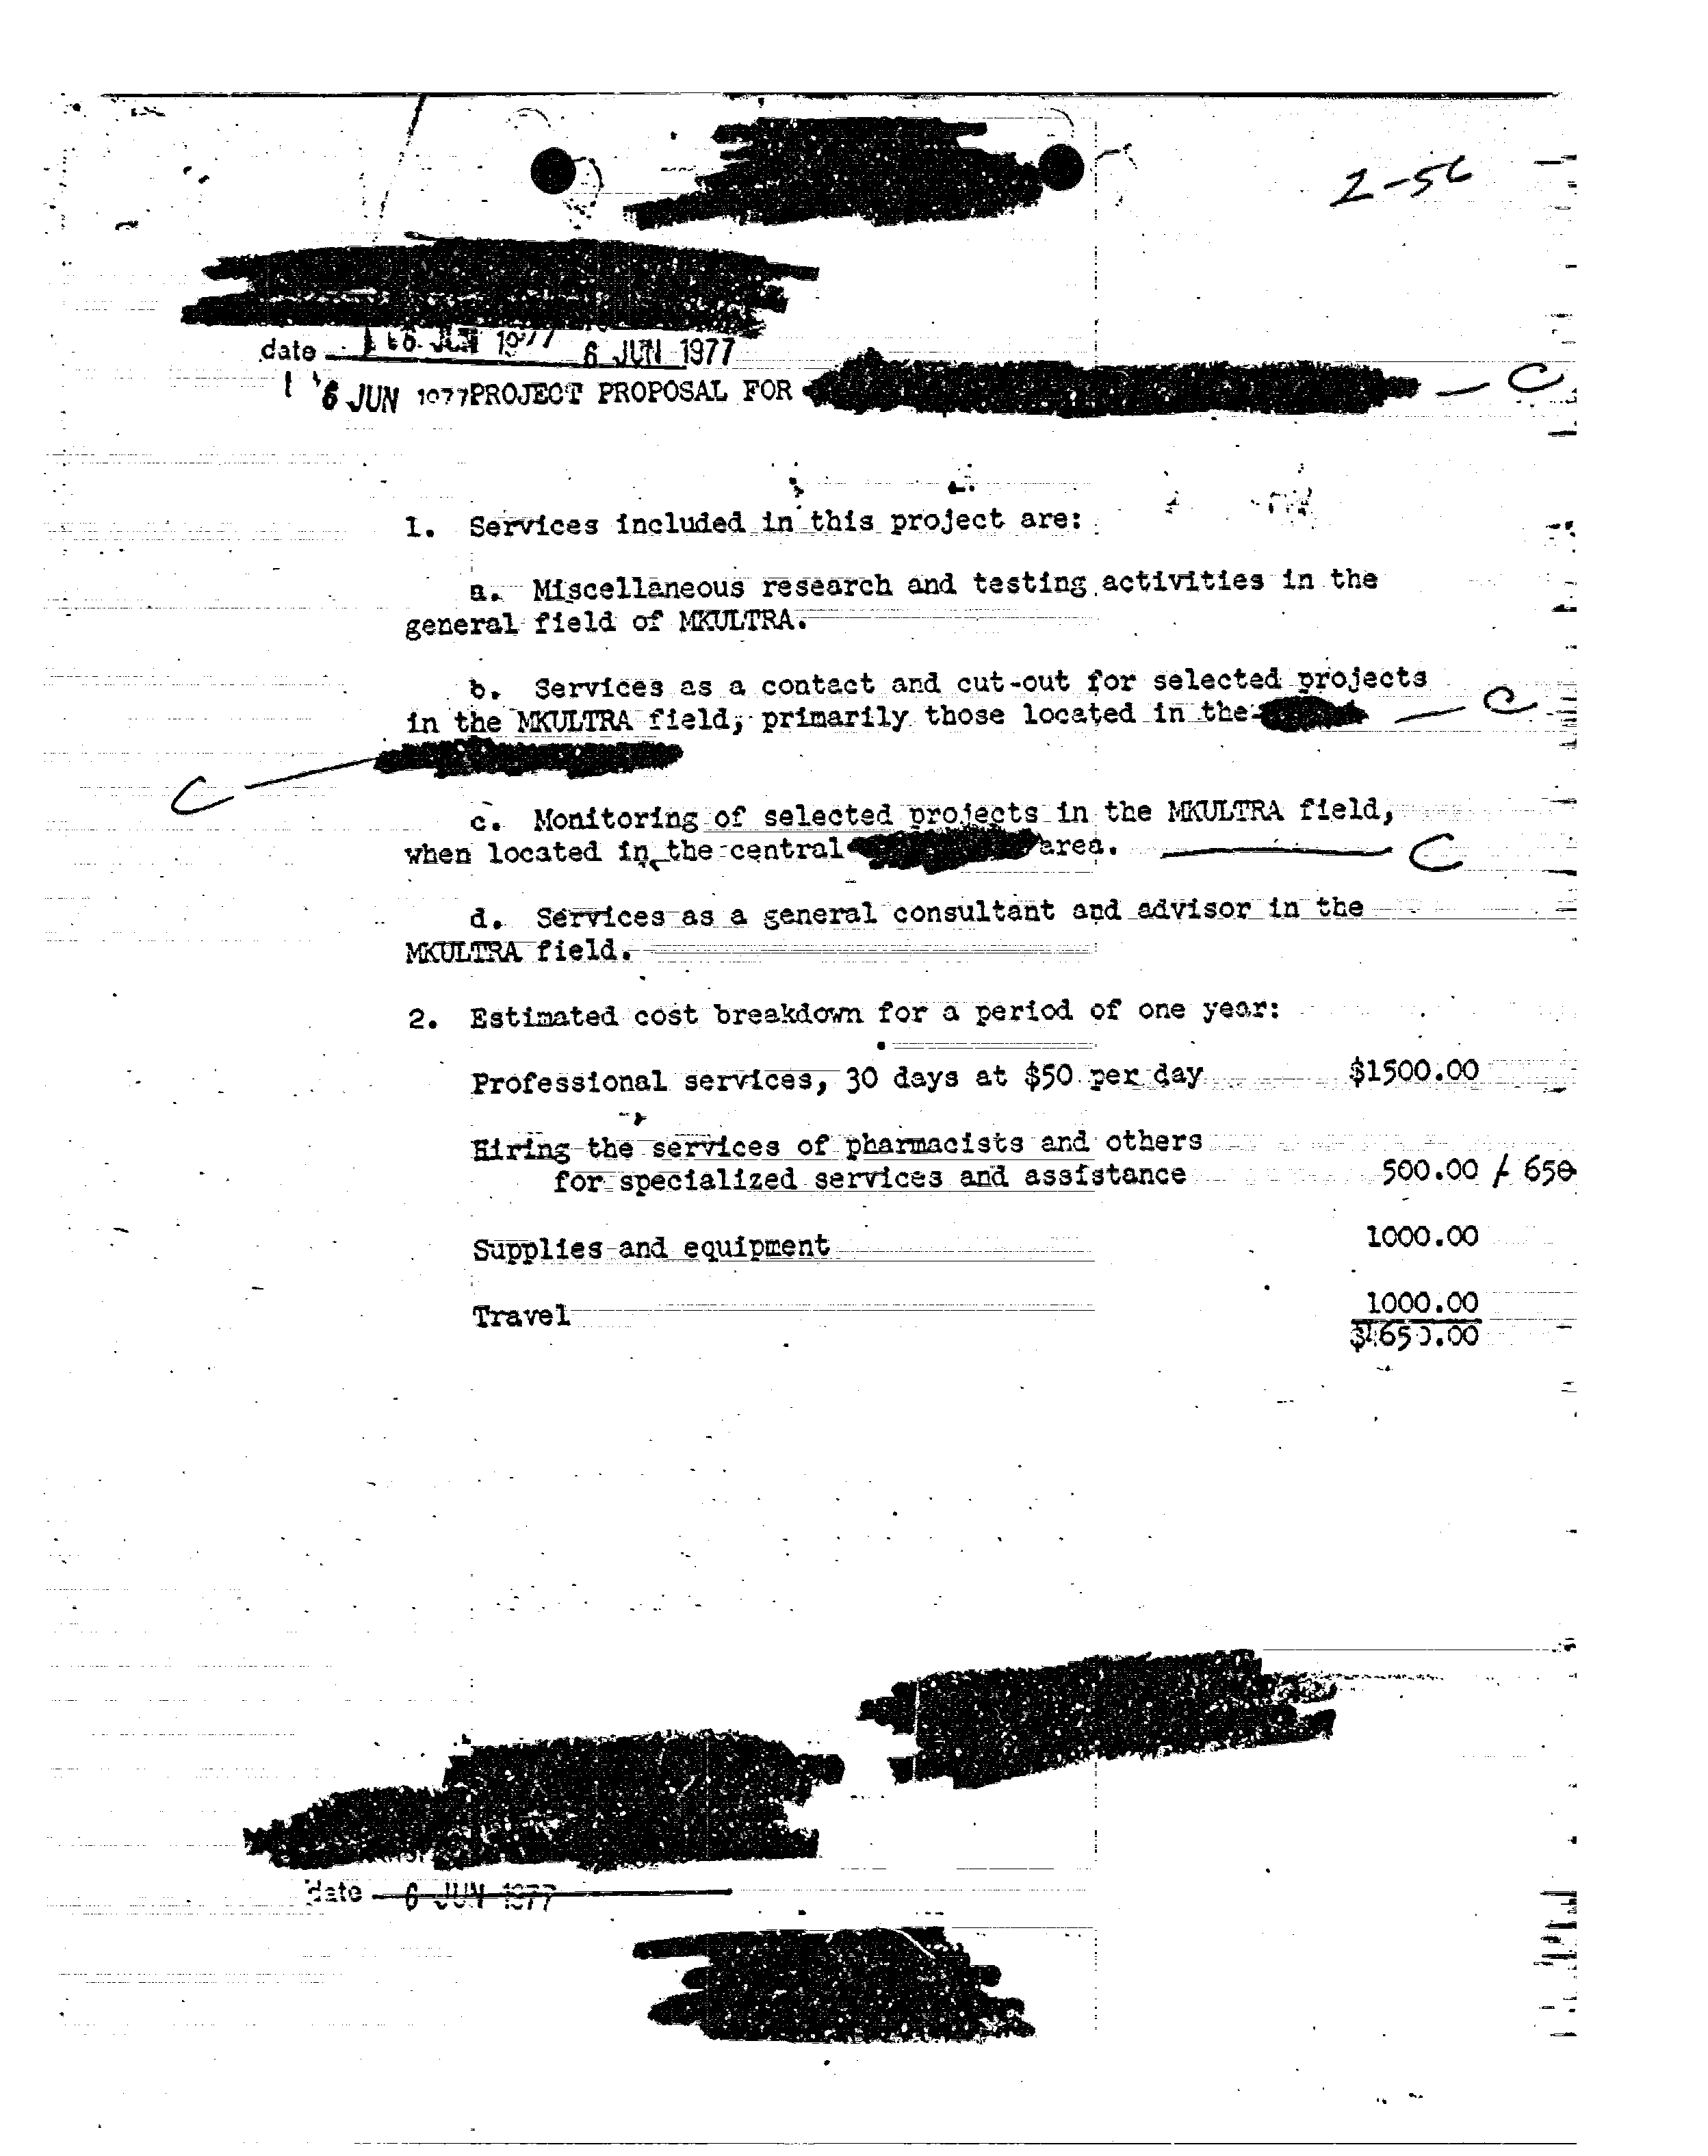 2-56
date 16 JUN 1977 6 JUN 1977
6 JUN 1977 PROJECT PROPOSAL FOR
C
1. Services included in this project are:
a. Miscellaneous research and testing activities in the
general field of MKULTRA.
b. Services as a contact and cut-out for selected projects
in the MKULTRA field, primarily those located in the
C
C
c. Monitoring of selected projects in the MKULTRA field,
when located in the central area.
C
d. Services as a general consultant and advisor in the
MKULTRA field.
2. Estimated cost breakdown for a period of one year:
Professional services, 30 days at $50 per day $1500.00
Hiring the services of pharmacists and others
for specialized services and assistance 500.00 / 650
Supplies and equipment 1000.00
Travel 1000.00
$4650.00
date 6 JUN 1977